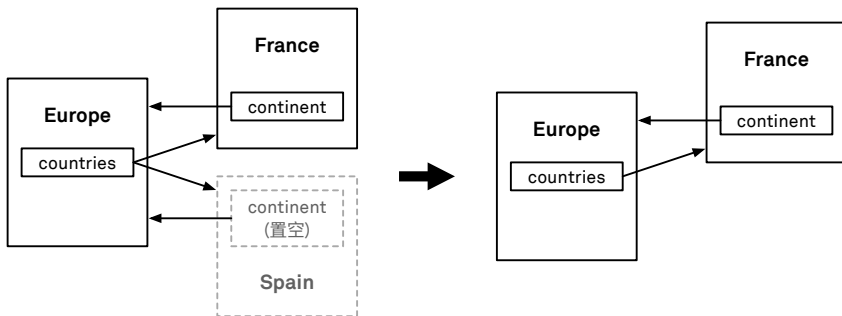 France
continent
Europe
countries
continent
(置空)
Spain
France
continent
Europe
countries